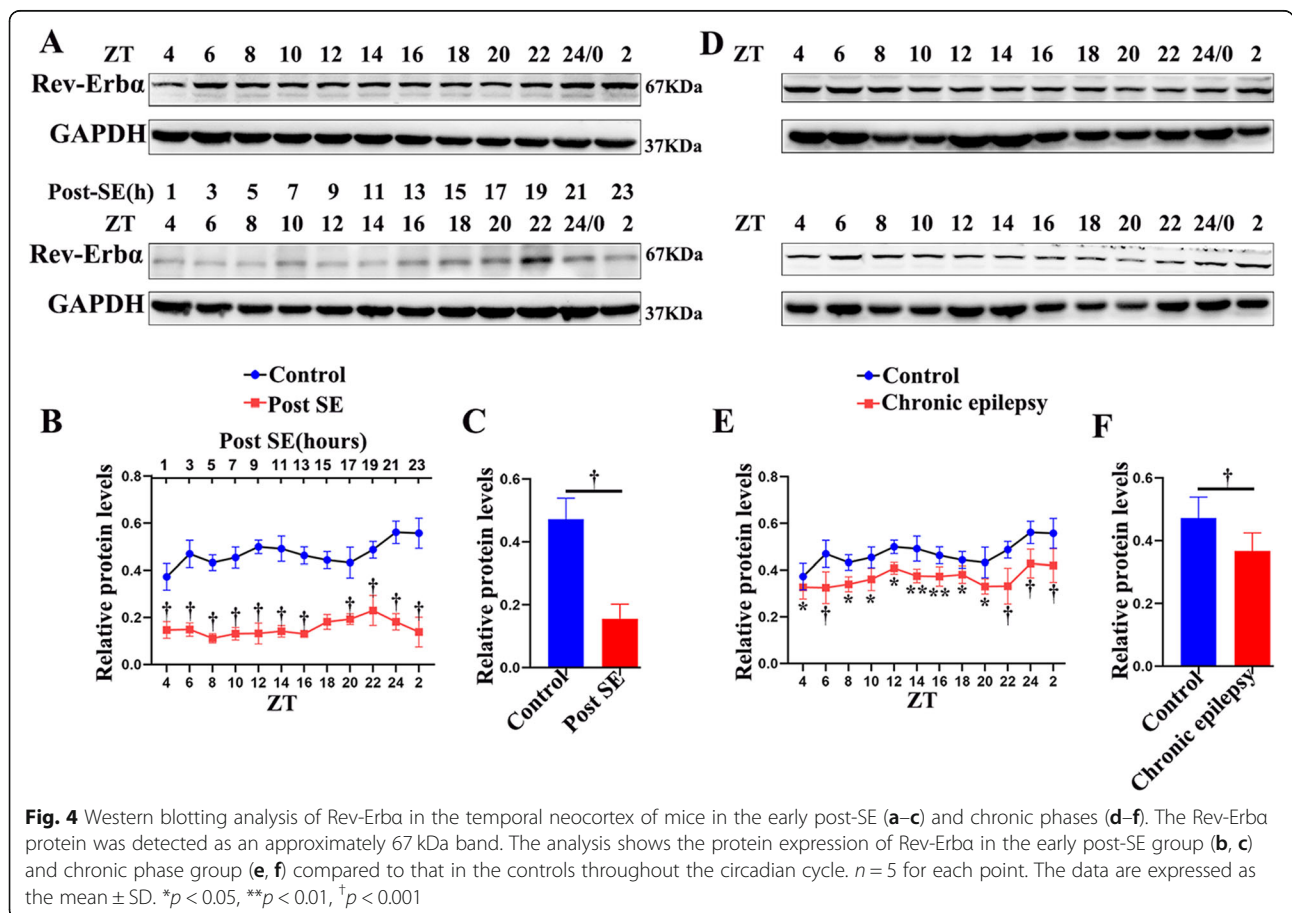 A
ZT 4 6 8 10 12 14 16 18 20 22 24/0 2
Rev-Erbα 67KDa
GAPDH 37KDa
Post-SE(h) 1 3 5 7 9 11 13 15 17 19 21 23
ZT 4 6 8 10 12 14 16 18 20 22 24/0 2
Rev-Erbα 67KDa
GAPDH 37KDa
D
ZT 4 6 8 10 12 14 16 18 20 22 24/0 2
ZT 4 6 8 10 12 14 16 18 20 22 24/0 2
B
Control
Post SE
Post SE(hours)
1 3 5 7 9 11 13 15 17 19 21 23
Relative protein levels
0.8
0.6
0.4
0.2
0.0
† † † † † † † † † † †
4 6 8 10 12 14 16 18 20 22 24 2
ZT
C
Relative protein levels
0.6
0.4
0.2
0.0
†
Control
Post SE
E
Control
Chronic epilepsy
Relative protein levels
0.8
0.6
0.4
0.2
0.0
* † * * * ** ** * * † † †
4 6 8 10 12 14 16 18 20 22 24 2
ZT
F
Relative protein levels
0.6
0.4
0.2
0.0
†
Control
Chronic epilepsy
Fig. 4 Western blotting analysis of Rev-Erbα in the temporal neocortex of mice in the early post-SE (a–c) and chronic phases (d–f). The Rev-Erbα
protein was detected as an approximately 67 kDa band. The analysis shows the protein expression of Rev-Erbα in the early post-SE group (b, c)
and chronic phase group (e, f) compared to that in the controls throughout the circadian cycle. n = 5 for each point. The data are expressed as
the mean ± SD. *p < 0.05, **p < 0.01, †p < 0.001